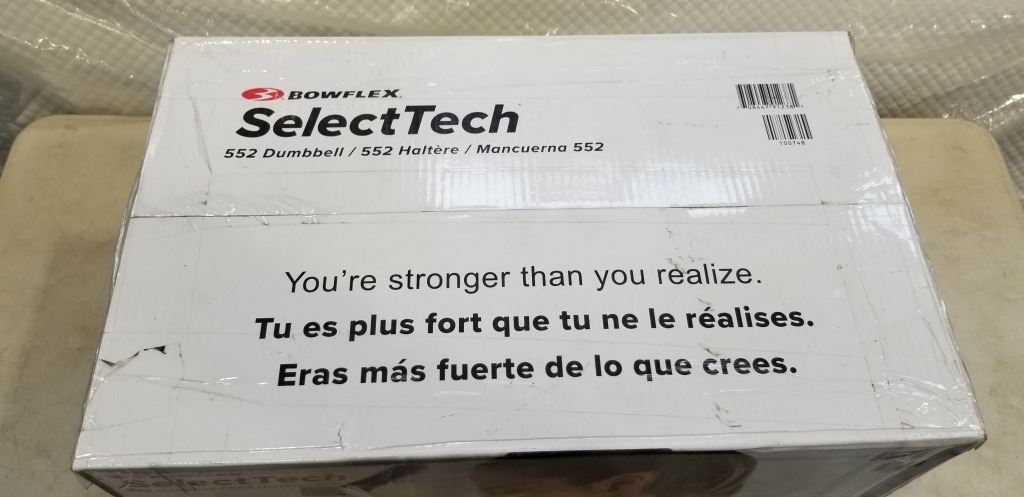 BOWFLEX.
SelectTech
552 Dumbbell / 552 Haltère / Mancuerna 552
100748
You're stronger than you realize.
Tu es plus fort que tu ne le réalises.
Eras más fuerte de lo que crees.
SelectTech